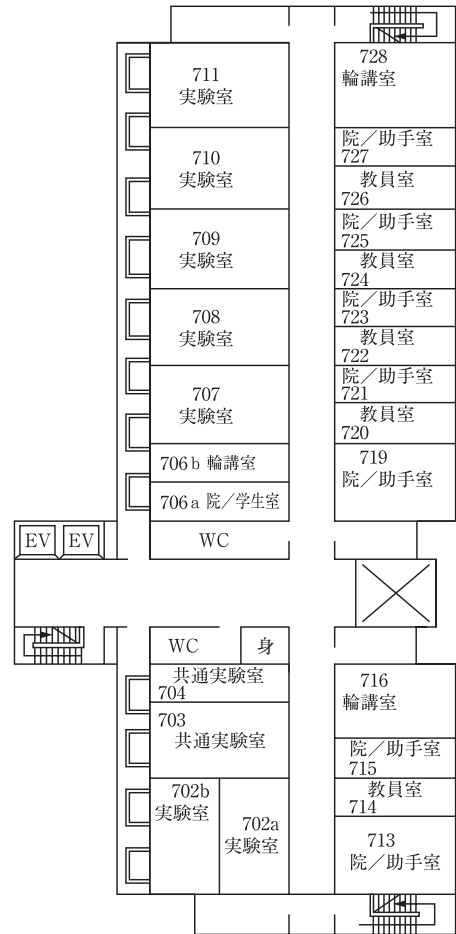 711
実験室
710
実験室
709
実験室
708
実験室
707
実験室
706b 輪講室
706a 院／学生室
728
輪講室
院／助手室
727
教員室
726
院／助手室
725
教員室
724
院／助手室
723
教員室
722
院／助手室
721
教員室
720
719
院／助手室
EV EV
WC
WC
身
共通実験室
704
703
共通実験室
702b
実験室
702a
実験室
716
輪講室
院／助手室
715
教員室
714
713
院／助手室